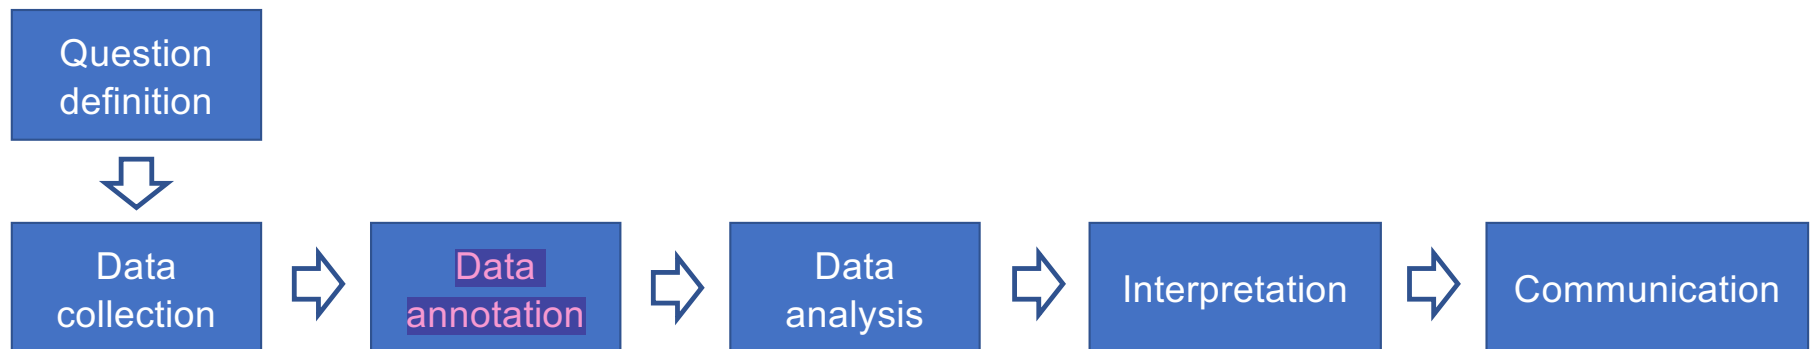 Question
definition
Data
collection
Data
annotation
Data
analysis
Interpretation
Communication